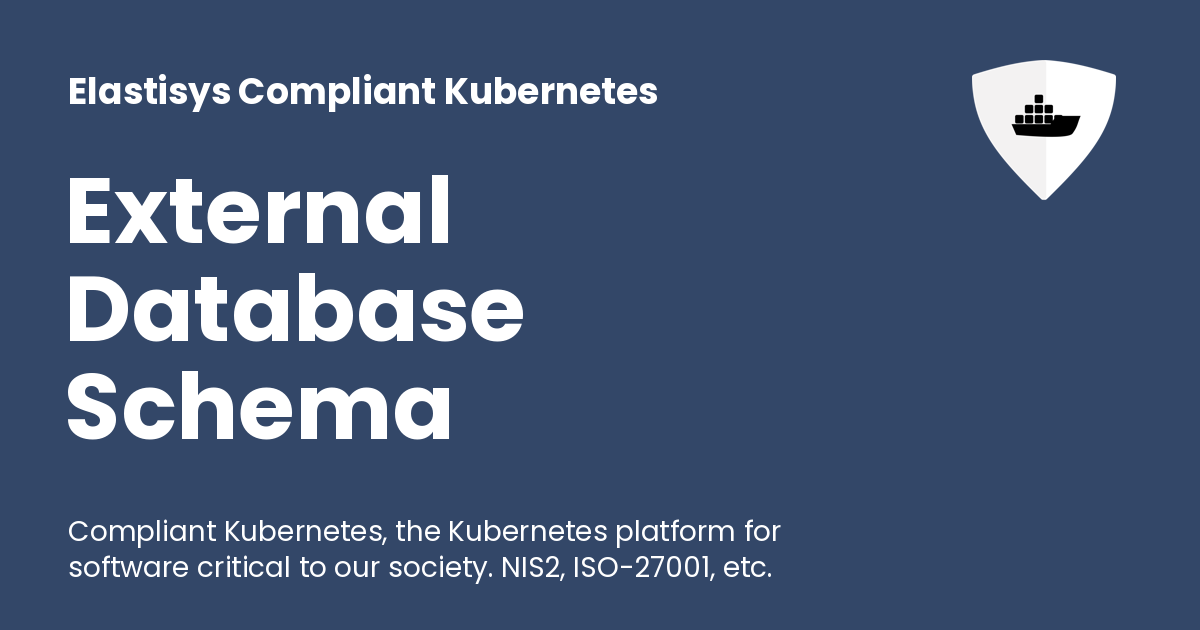 Elastisys Compliant Kubernetes
External
Database
Schema
Compliant Kubernetes, the Kubernetes platform for
software critical to our society. NIS2, ISO-27001, etc.